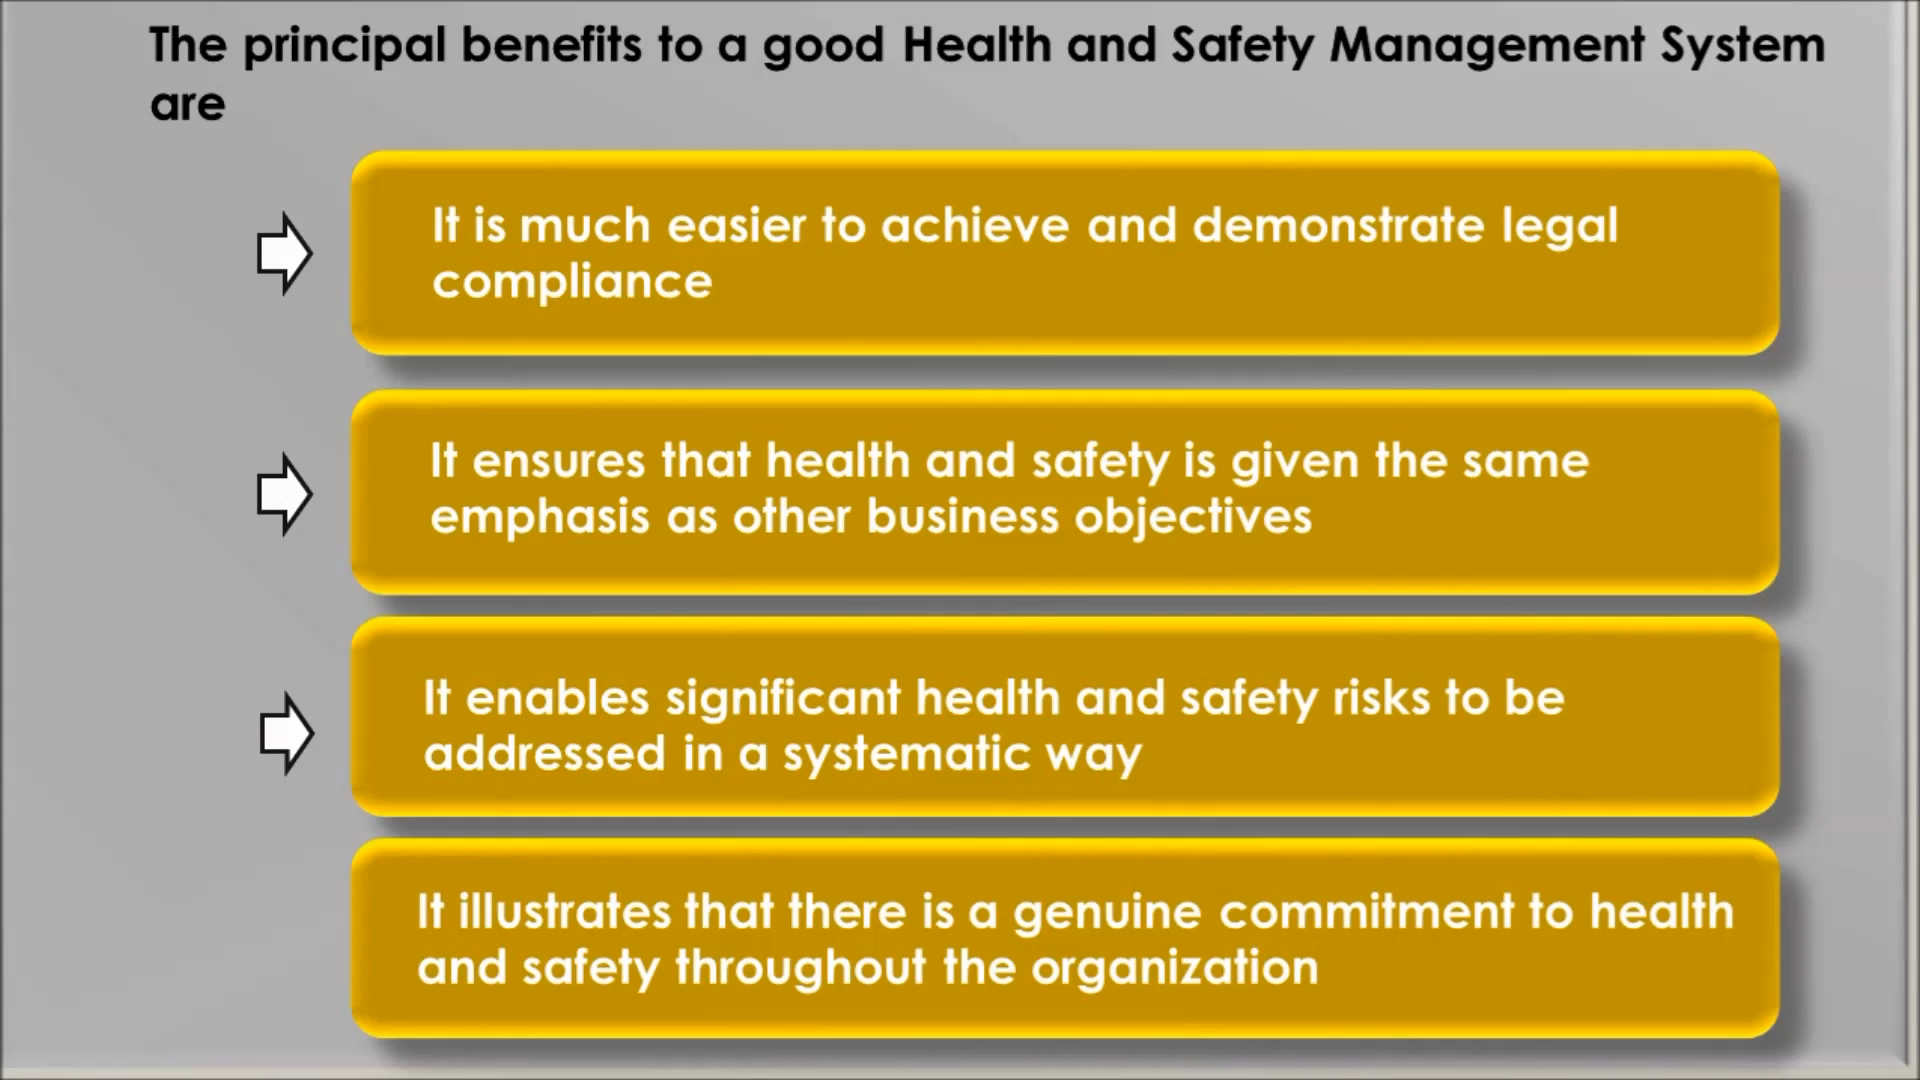 The principal benefits to a good Health and Safety Management System
are
It is much easier to achieve and demonstrate legal
compliance
It ensures that health and safety is given the same
emphasis as other business objectives
It enables significant health and safety risks to be
addressed in a systematic way
It illustrates that there is a genuine commitment to health
and safety throughout the organization